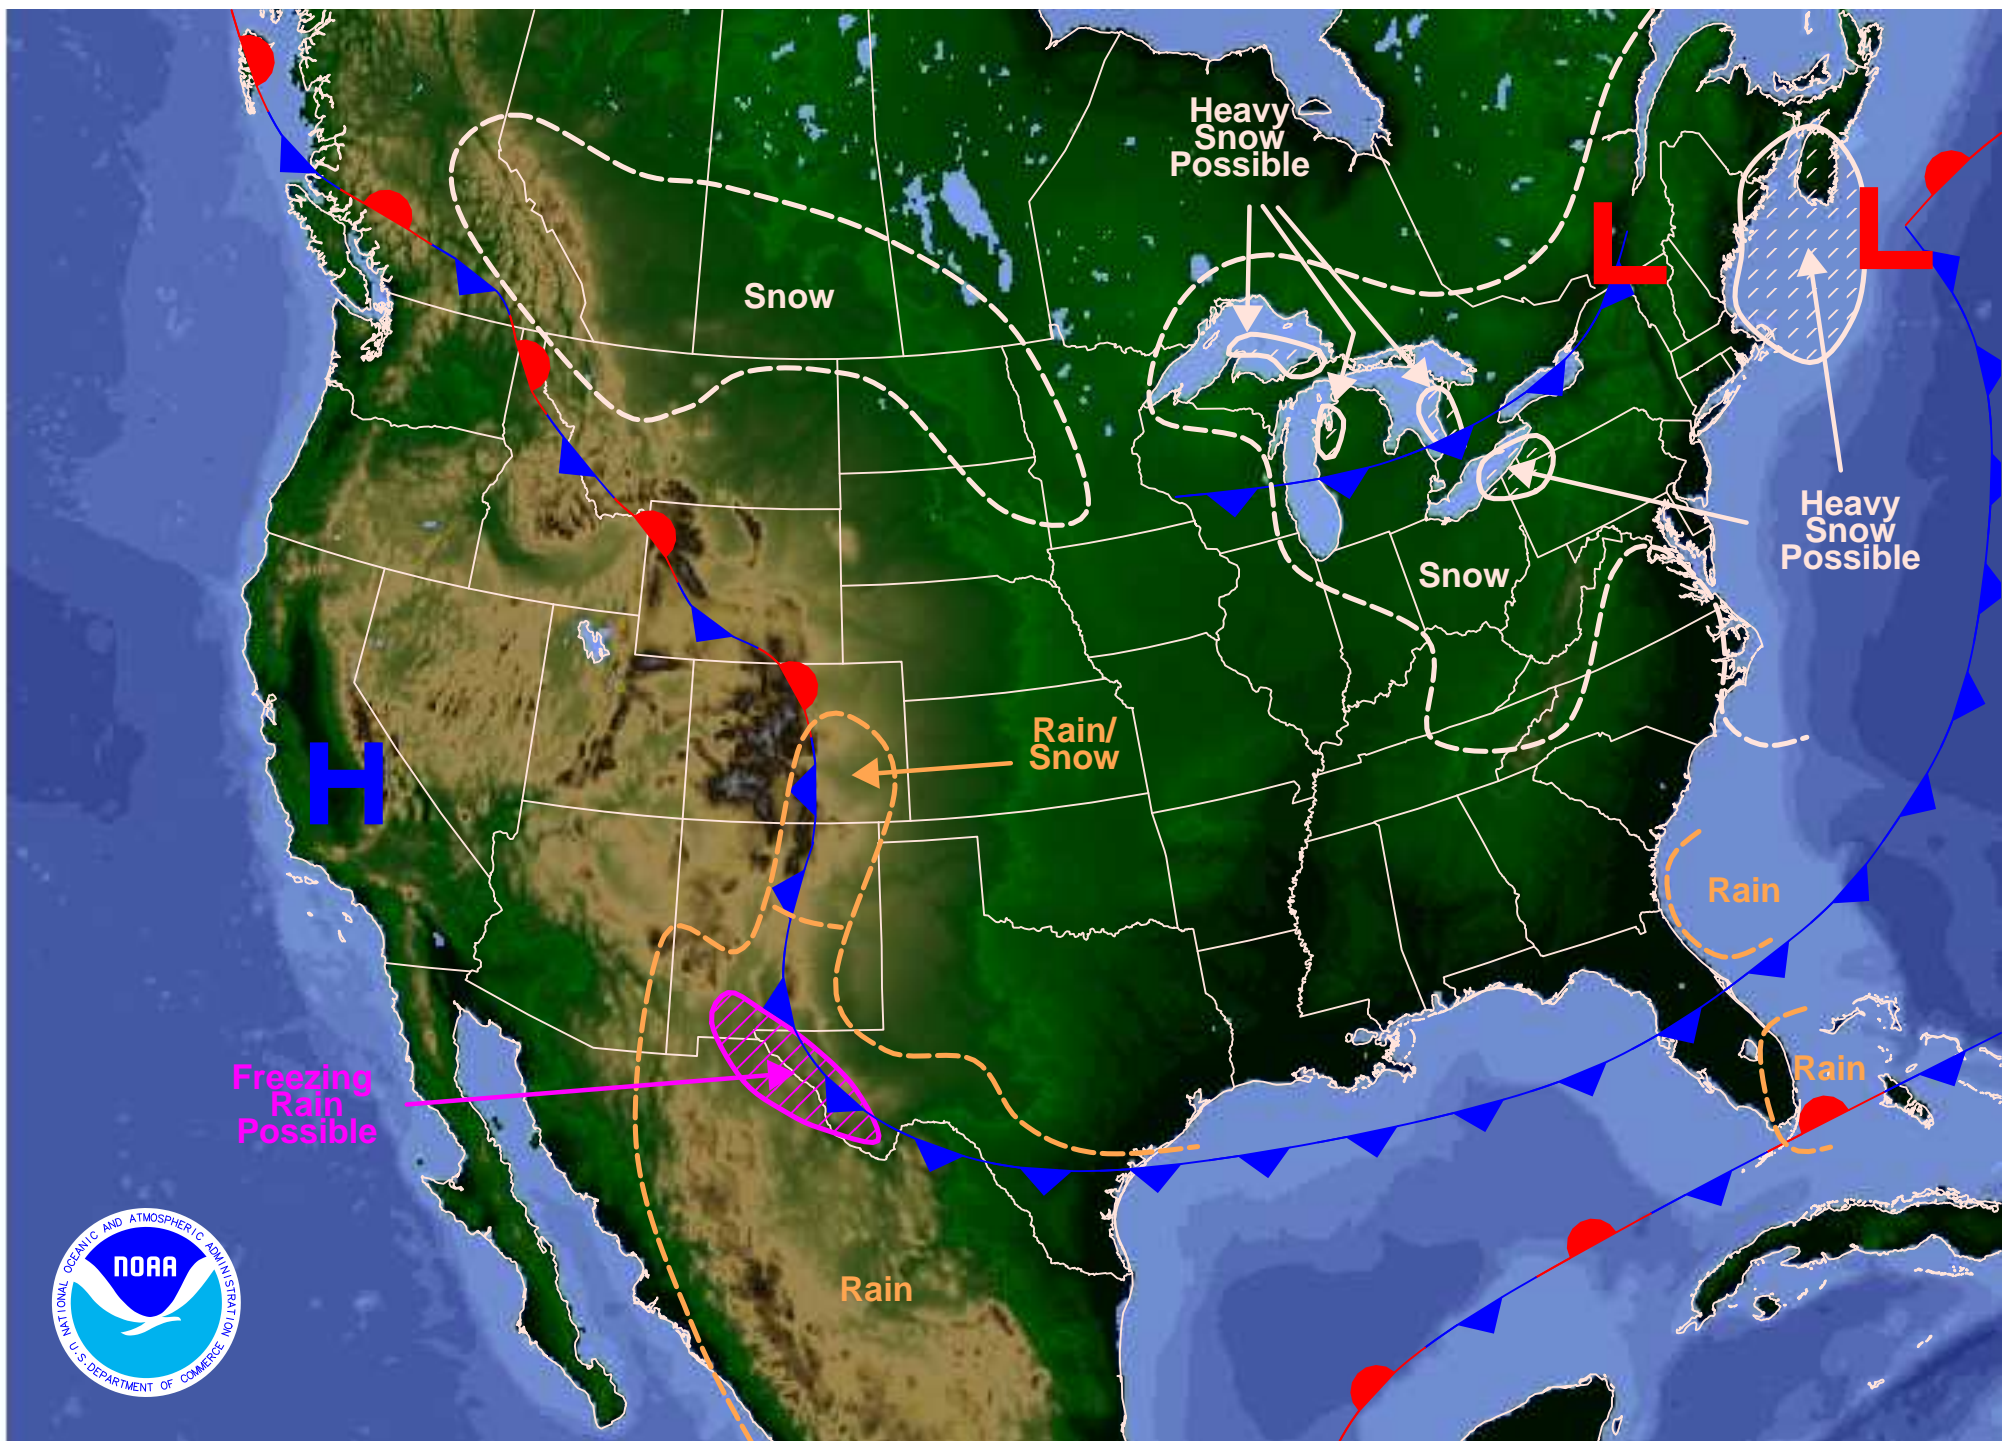 Heavy
Snow
Possible
L
L
Snow
Heavy
Snow
Possible
Snow
Rain/
Snow
H
Rain
Rain
Freezing
Rain
Possible
Rain
NATIONAL OCEANIC AND ATMOSPHERIC ADMINISTRATION
NOAA
U.S. DEPARTMENT OF COMMERCE